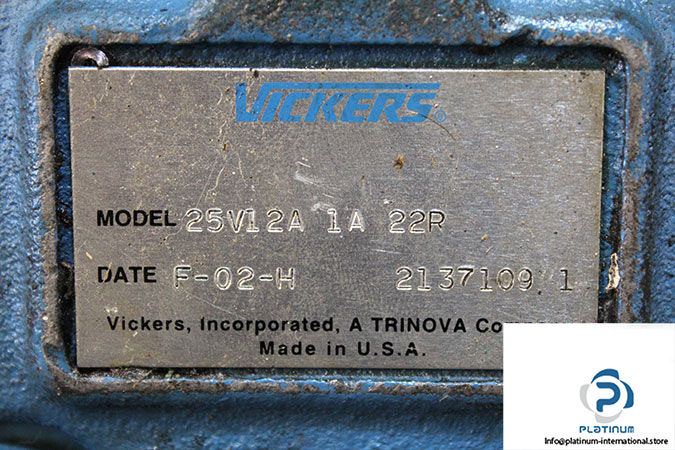 VICKERS®
MODEL 25V12A 1A 22R
DATE F-02-H 2137109 1
Vickers, Incorporated, A TRINOVA
Made in U.S.A.
PLATINUM
Info@platinum-international.store